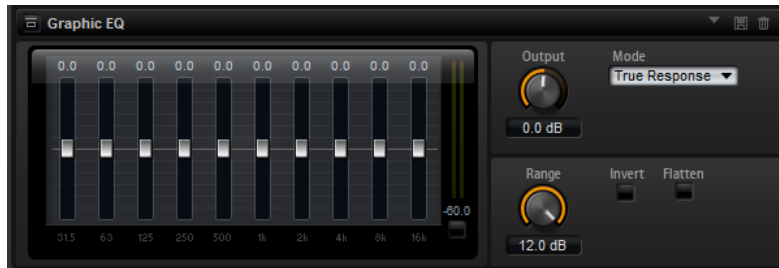 Graphic EQ
0.0 0.0 0.0 0.0 0.0 0.0 0.0 0.0 0.0 0.0
-60.0
31.5 63 125 250 500 1k 2k 4k 8k 16k
Output
0.0 dB
Mode
True Response
Range
12.0 dB
Invert
Flatten